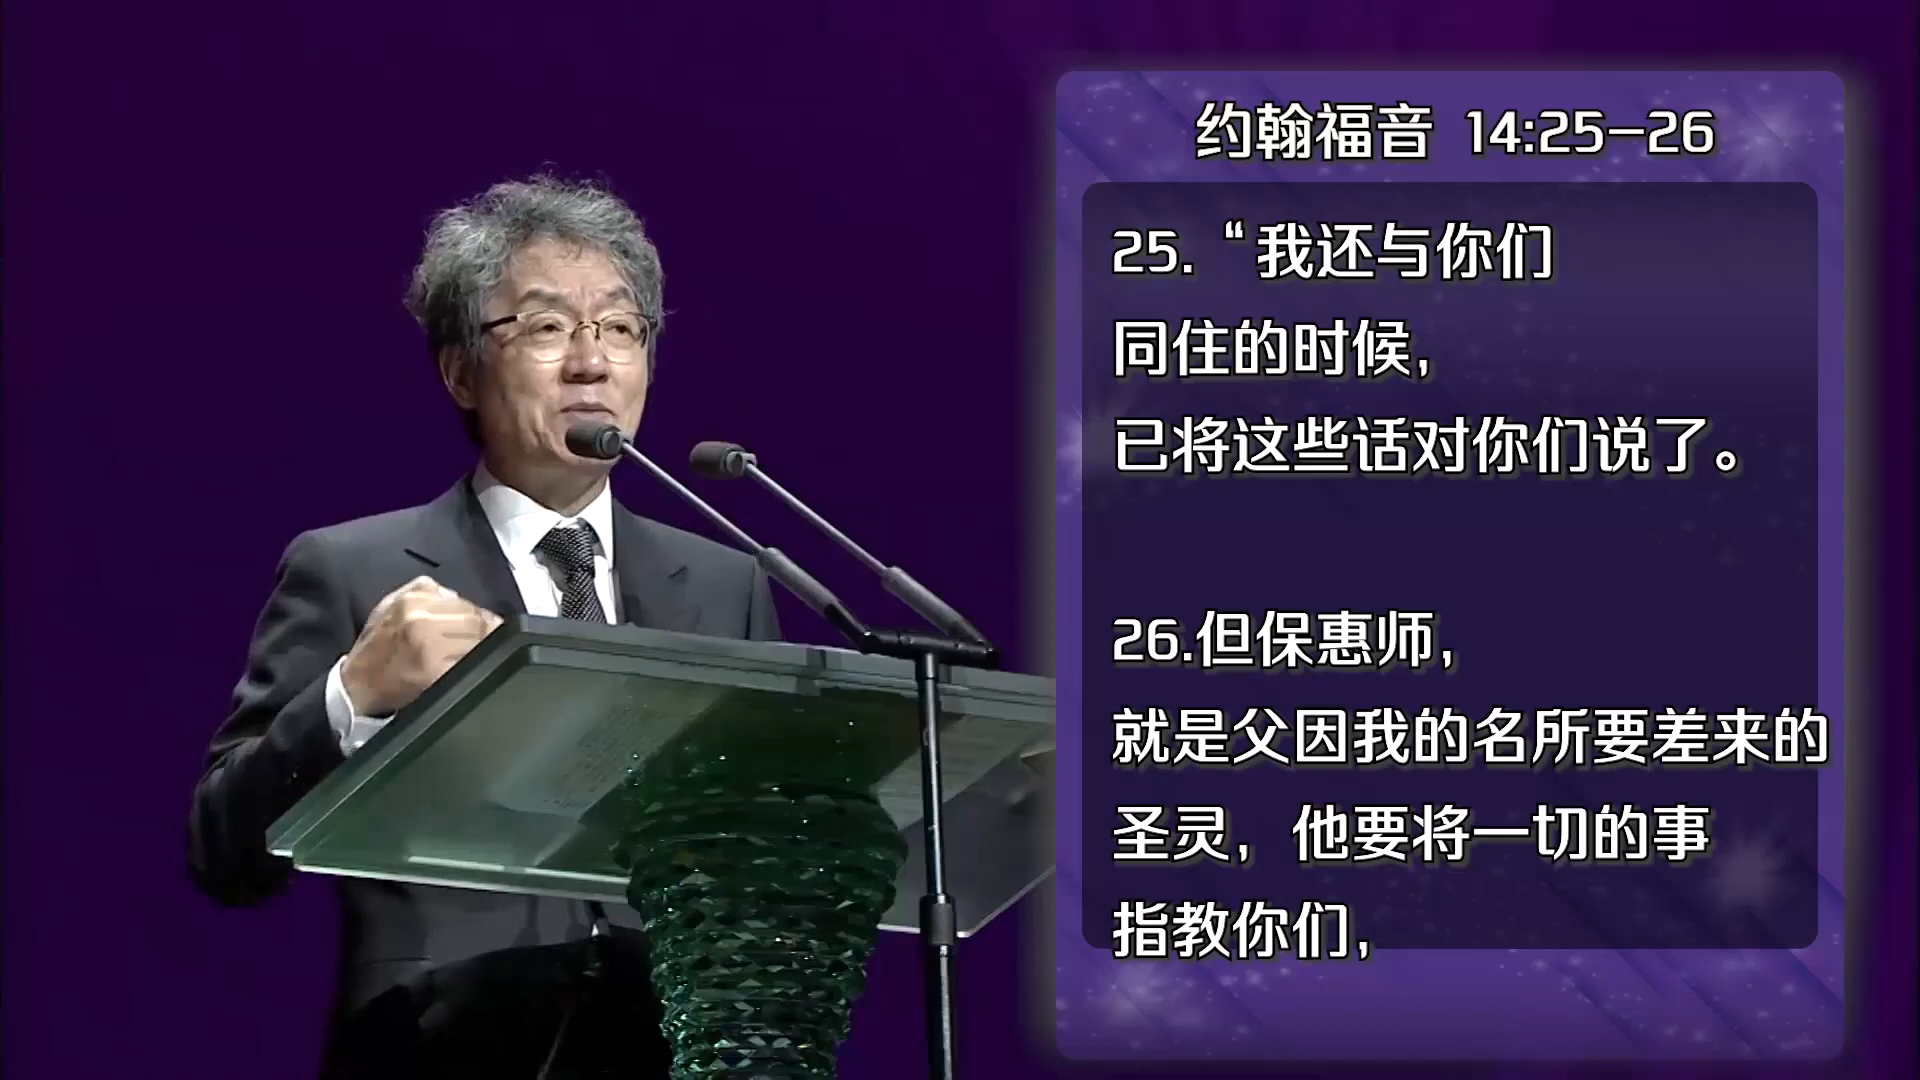 约翰福音 14:25-26
25.“我还与你们
同住的时候,
已将这些话对你们说了。
26.但保惠师,
就是父因我的名所要差来的
圣灵, 他要将一切的事
指教你们,